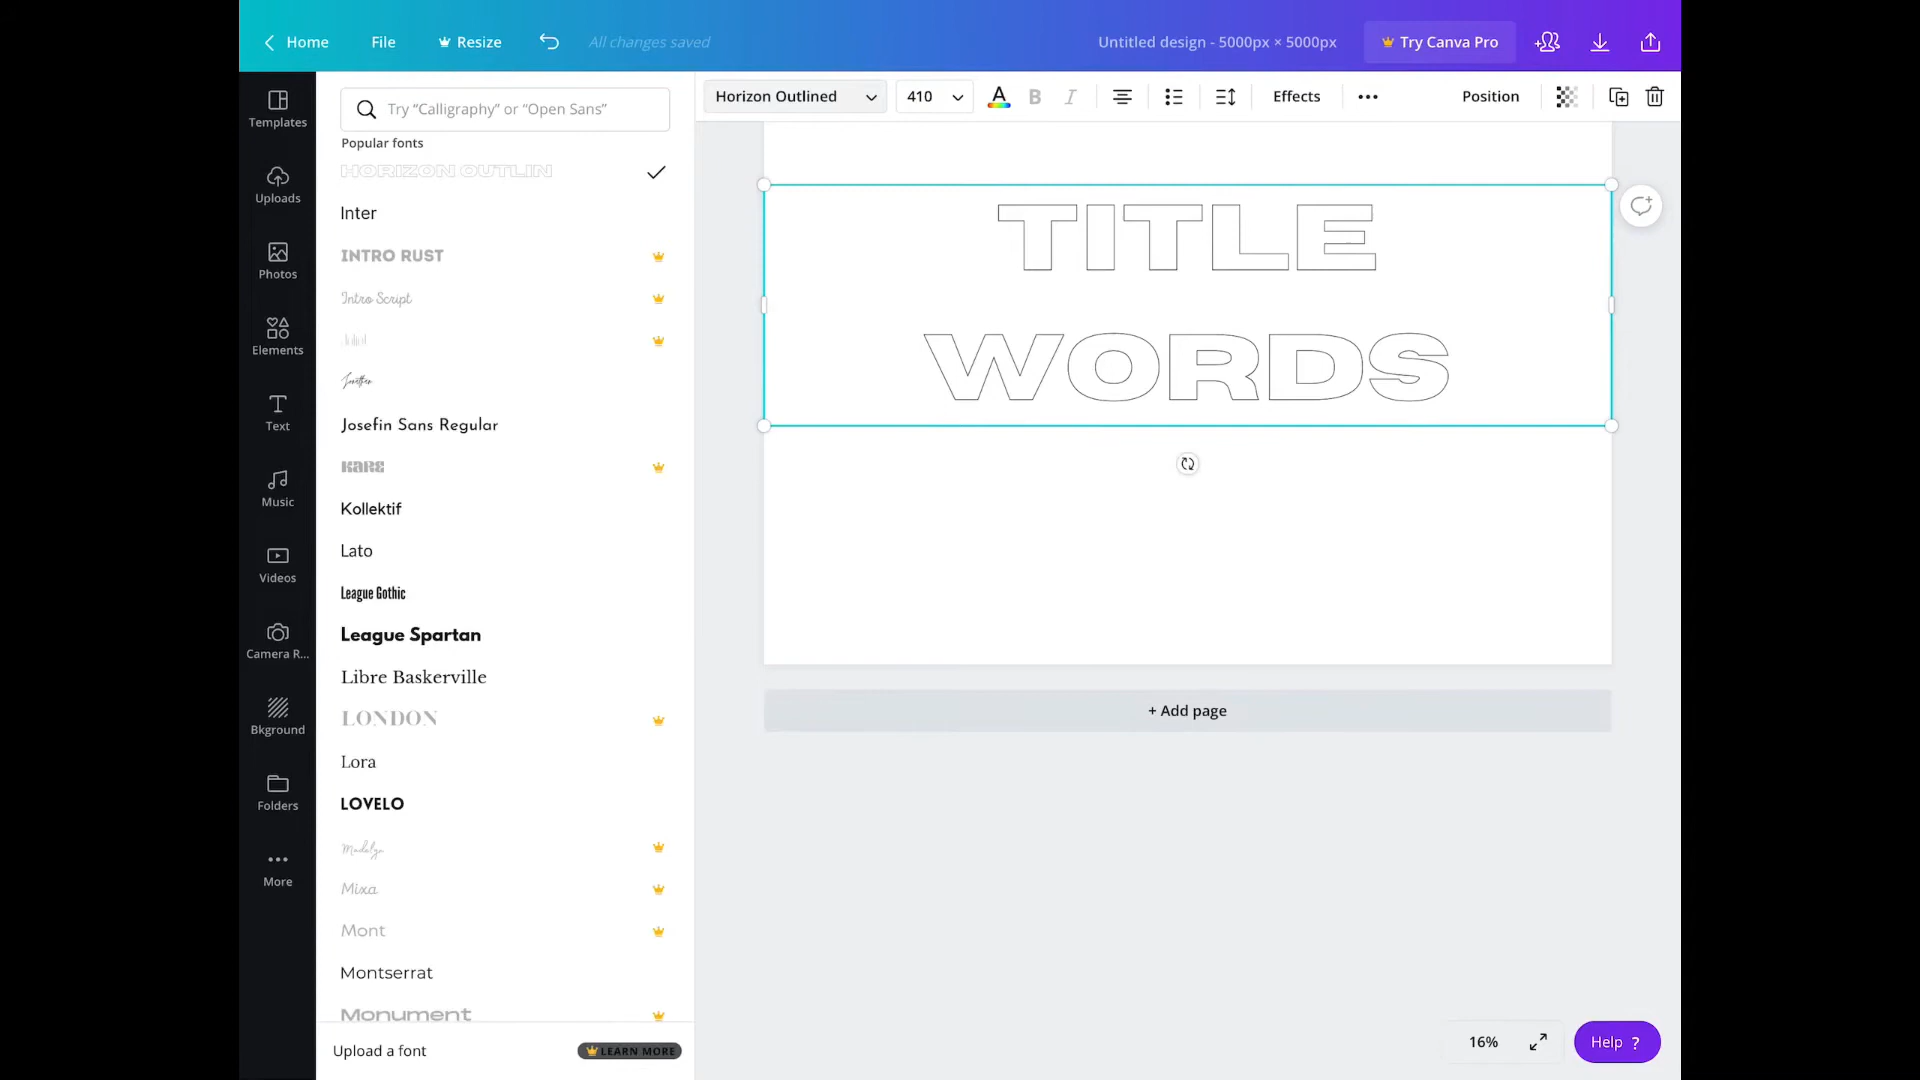 Home File Resize All changes saved Untitled design - 5000px × 5000px Try Canva Pro
Templates
Uploads
Photos
Elements
Text
Music
Videos
Camera R...
Bkground
Folders
More
Try “Calligraphy” or “Open Sans”
Popular fonts
HORIZON OUTLIN
Inter
INTRO RUST
Intro Script
Jonathan
Josefin Sans Regular
KARE
Kollektif
Lato
League Gothic
League Spartan
Libre Baskerville
LONDON
Lora
LOVELO
Madelyn
Mixa
Mont
Montserrat
Monument
Upload a font LEARN MORE
Horizon Outlined 410 A B I Effects Position
TITLE
WORDS
+ Add page
16% Help ?